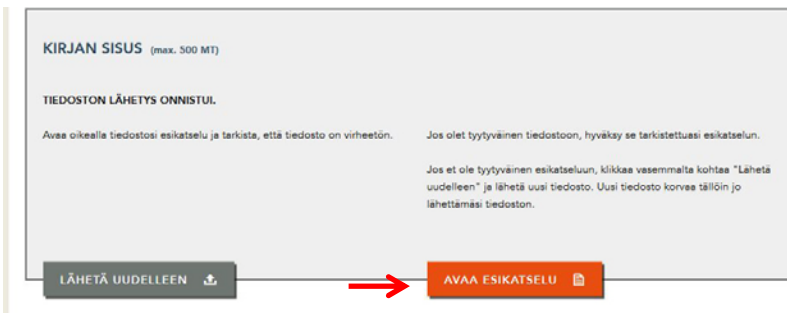 KIRJAN SISUS (max. 500 MT)
TIEDOSTON LÄHETYS ONNISTUI.
Avaa oikealla tiedostosi esikatselu ja tarkista, että tiedosto on virheetön.
Jos olet tyytyväinen tiedostoon, hyväksy se tarkistettuasi esikatselun.
Jos et ole tyytyväinen esikatseluun, klikkaa vasemmalta kohtaa "Lähetä
uudelleen" ja lähetä uusi tiedosto. Uusi tiedosto korvaa tällöin jo
lähettämäsi tiedoston.
LÄHETÄ UUDELLEEN
AVAA ESIKATSELU